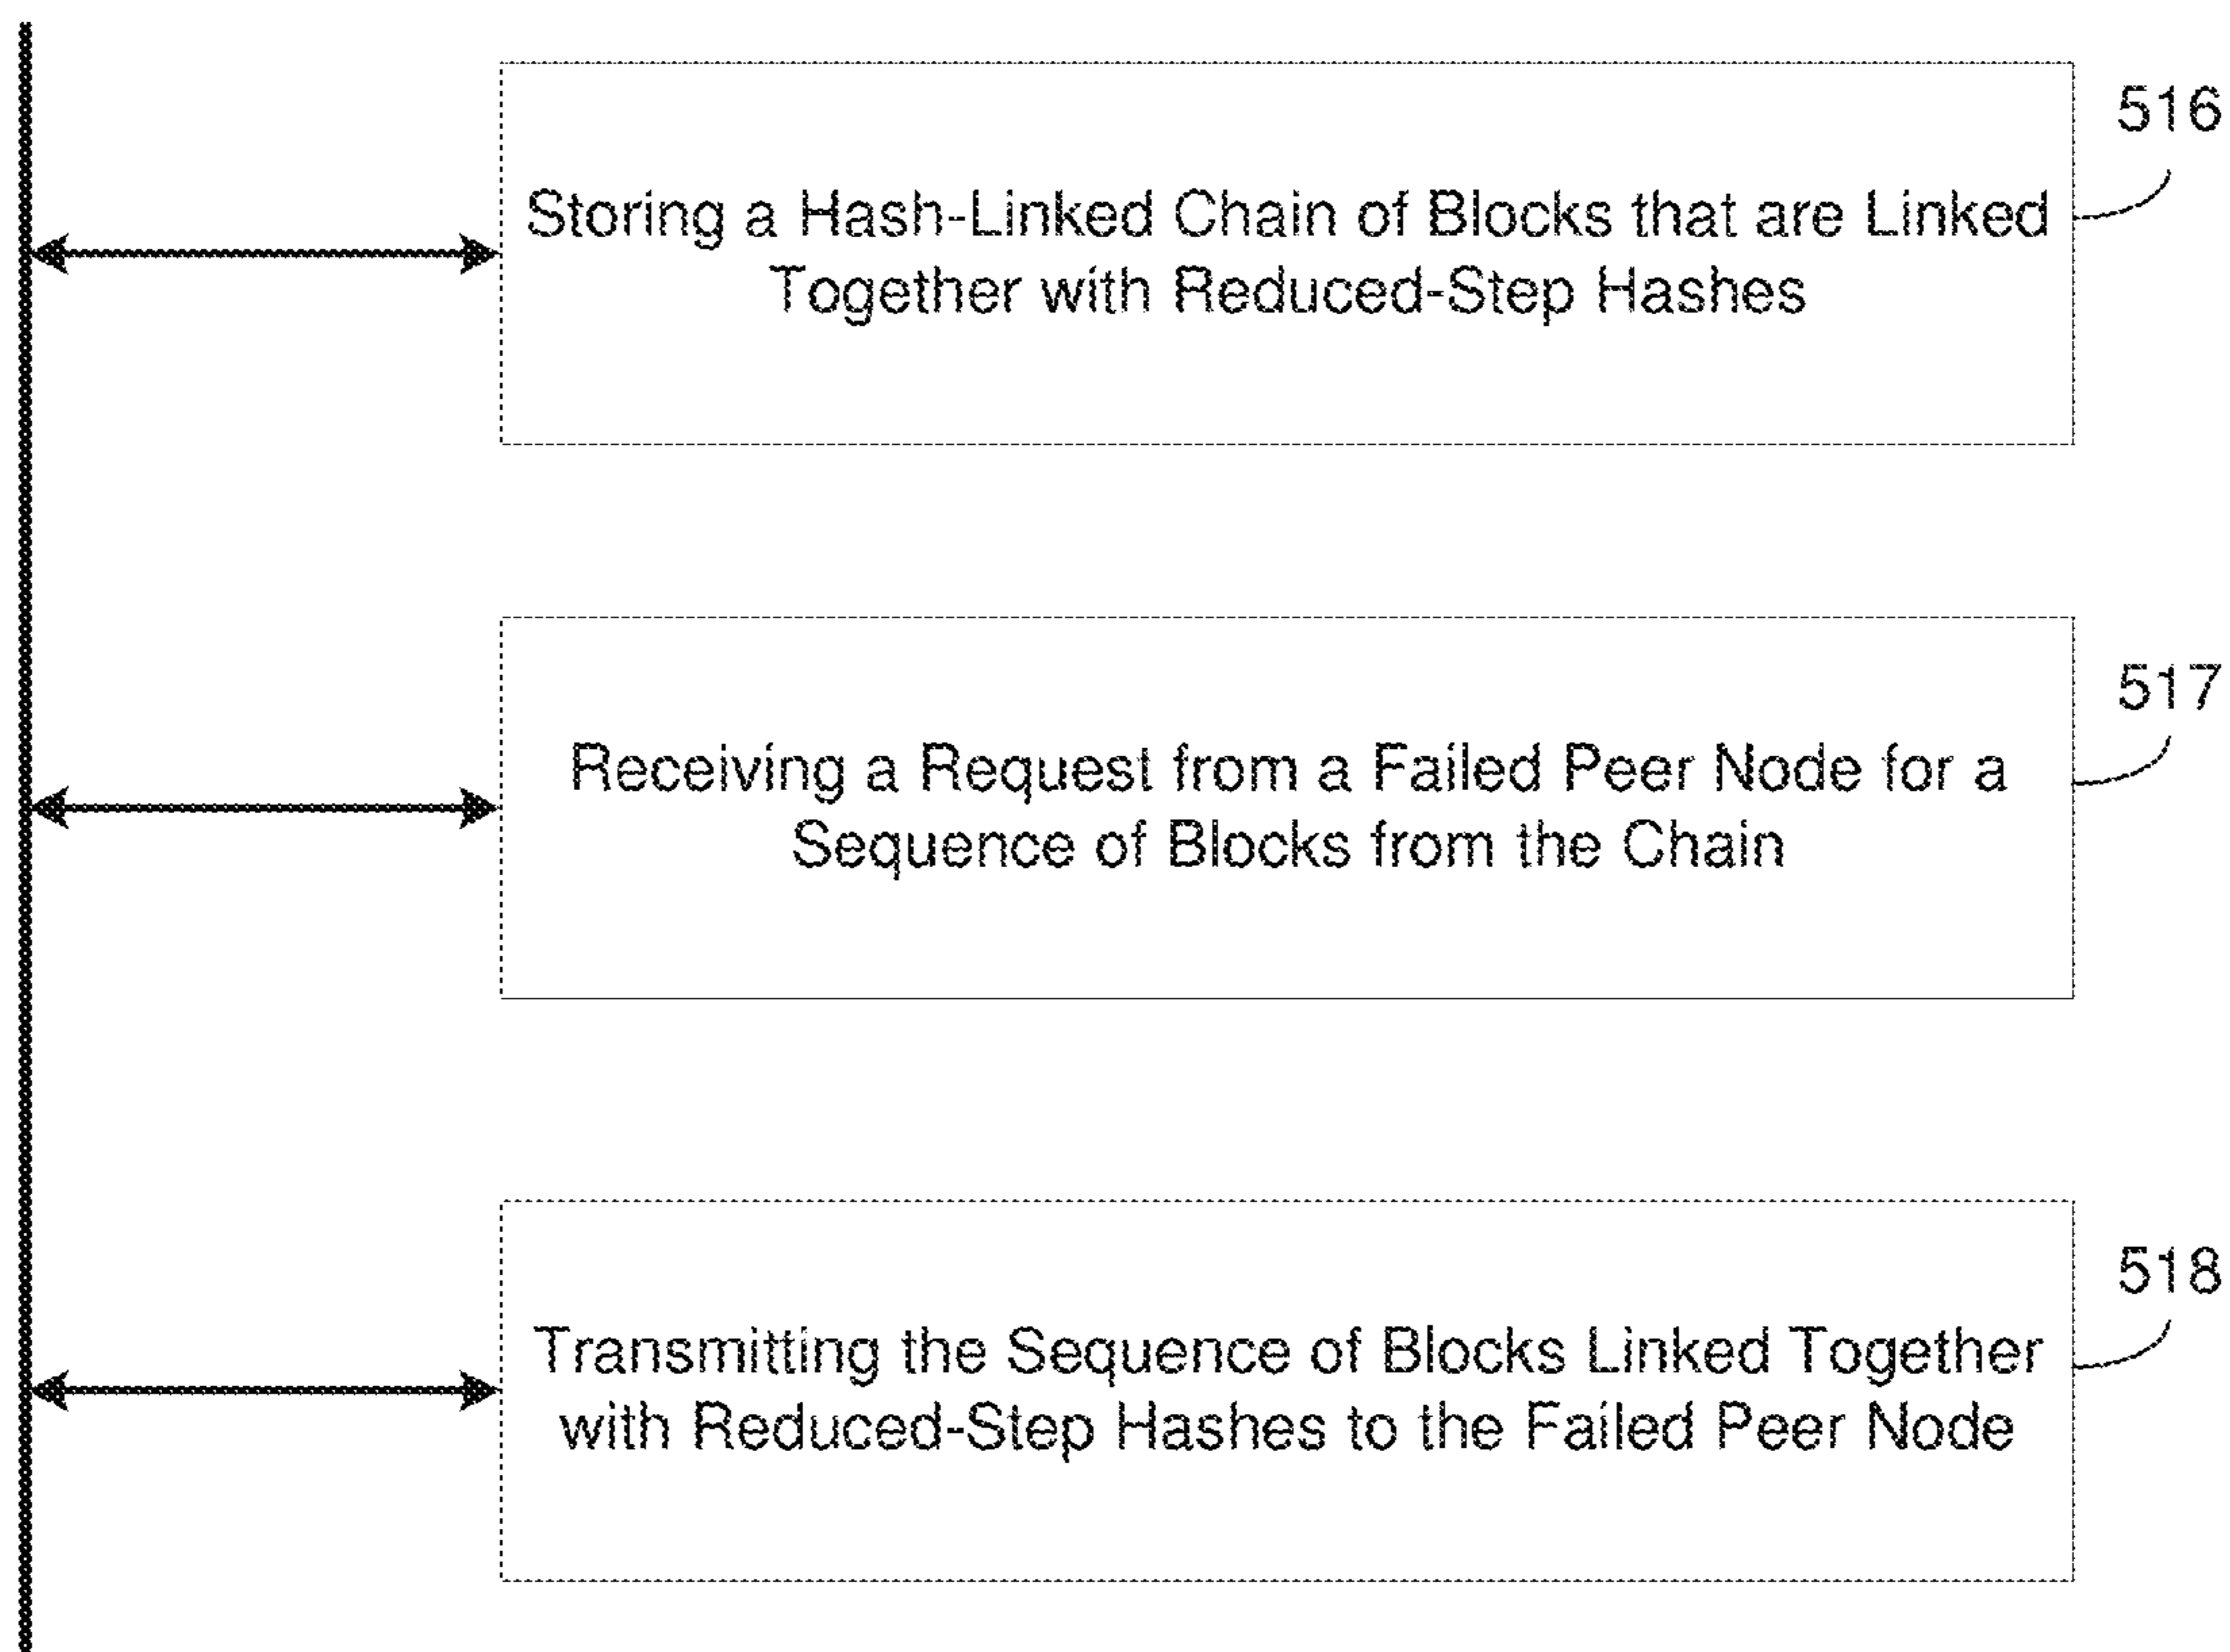 516
Storing a Hash-Linked Chain of Blocks that are Linked
Together with Reduced-Step Hashes
517
Receiving a Request from a Failed Peer Node for a
Sequence of Blocks from the Chain
518
Transmitting the Sequence of Blocks Linked Together
with Reduced-Step Hashes to the Failed Peer Node